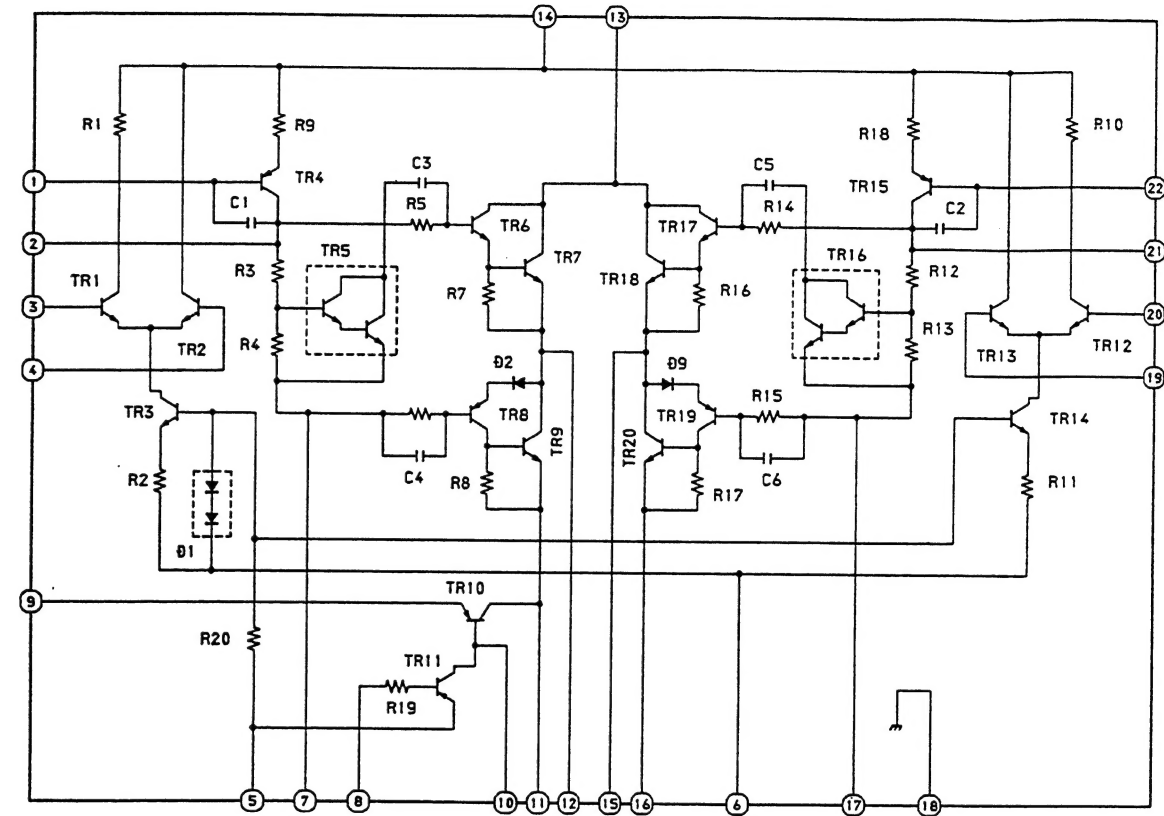 14 13
R1 R9 R18 R10
1 TR4 C3 C5 TR15 22
C1 R5 R14 C2
2 TR5 TR6 TR17 TR16 21
R3 TR7 TR18 R12
TR1 R7 R16
3 R4 R13 20
TR2 TR13 TR12
4 D2 D9 19
TR3 TR8 TR9 TR19 TR20 R15 TR14
R2 C4 R8 R17 C6 R11
D1
9 TR10
R20 TR11
R19
5 7 8 10 11 12 15 16 6 17 18